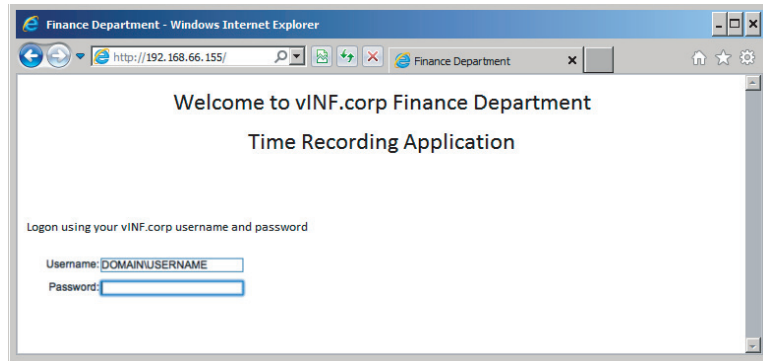 Finance Department - Windows Internet Explorer
http://192.168.66.155/
Finance Department
Welcome to vINF.corp Finance Department
Time Recording Application
Logon using your vINF.corp username and password
Username: DOMAIN\USERNAME
Password: